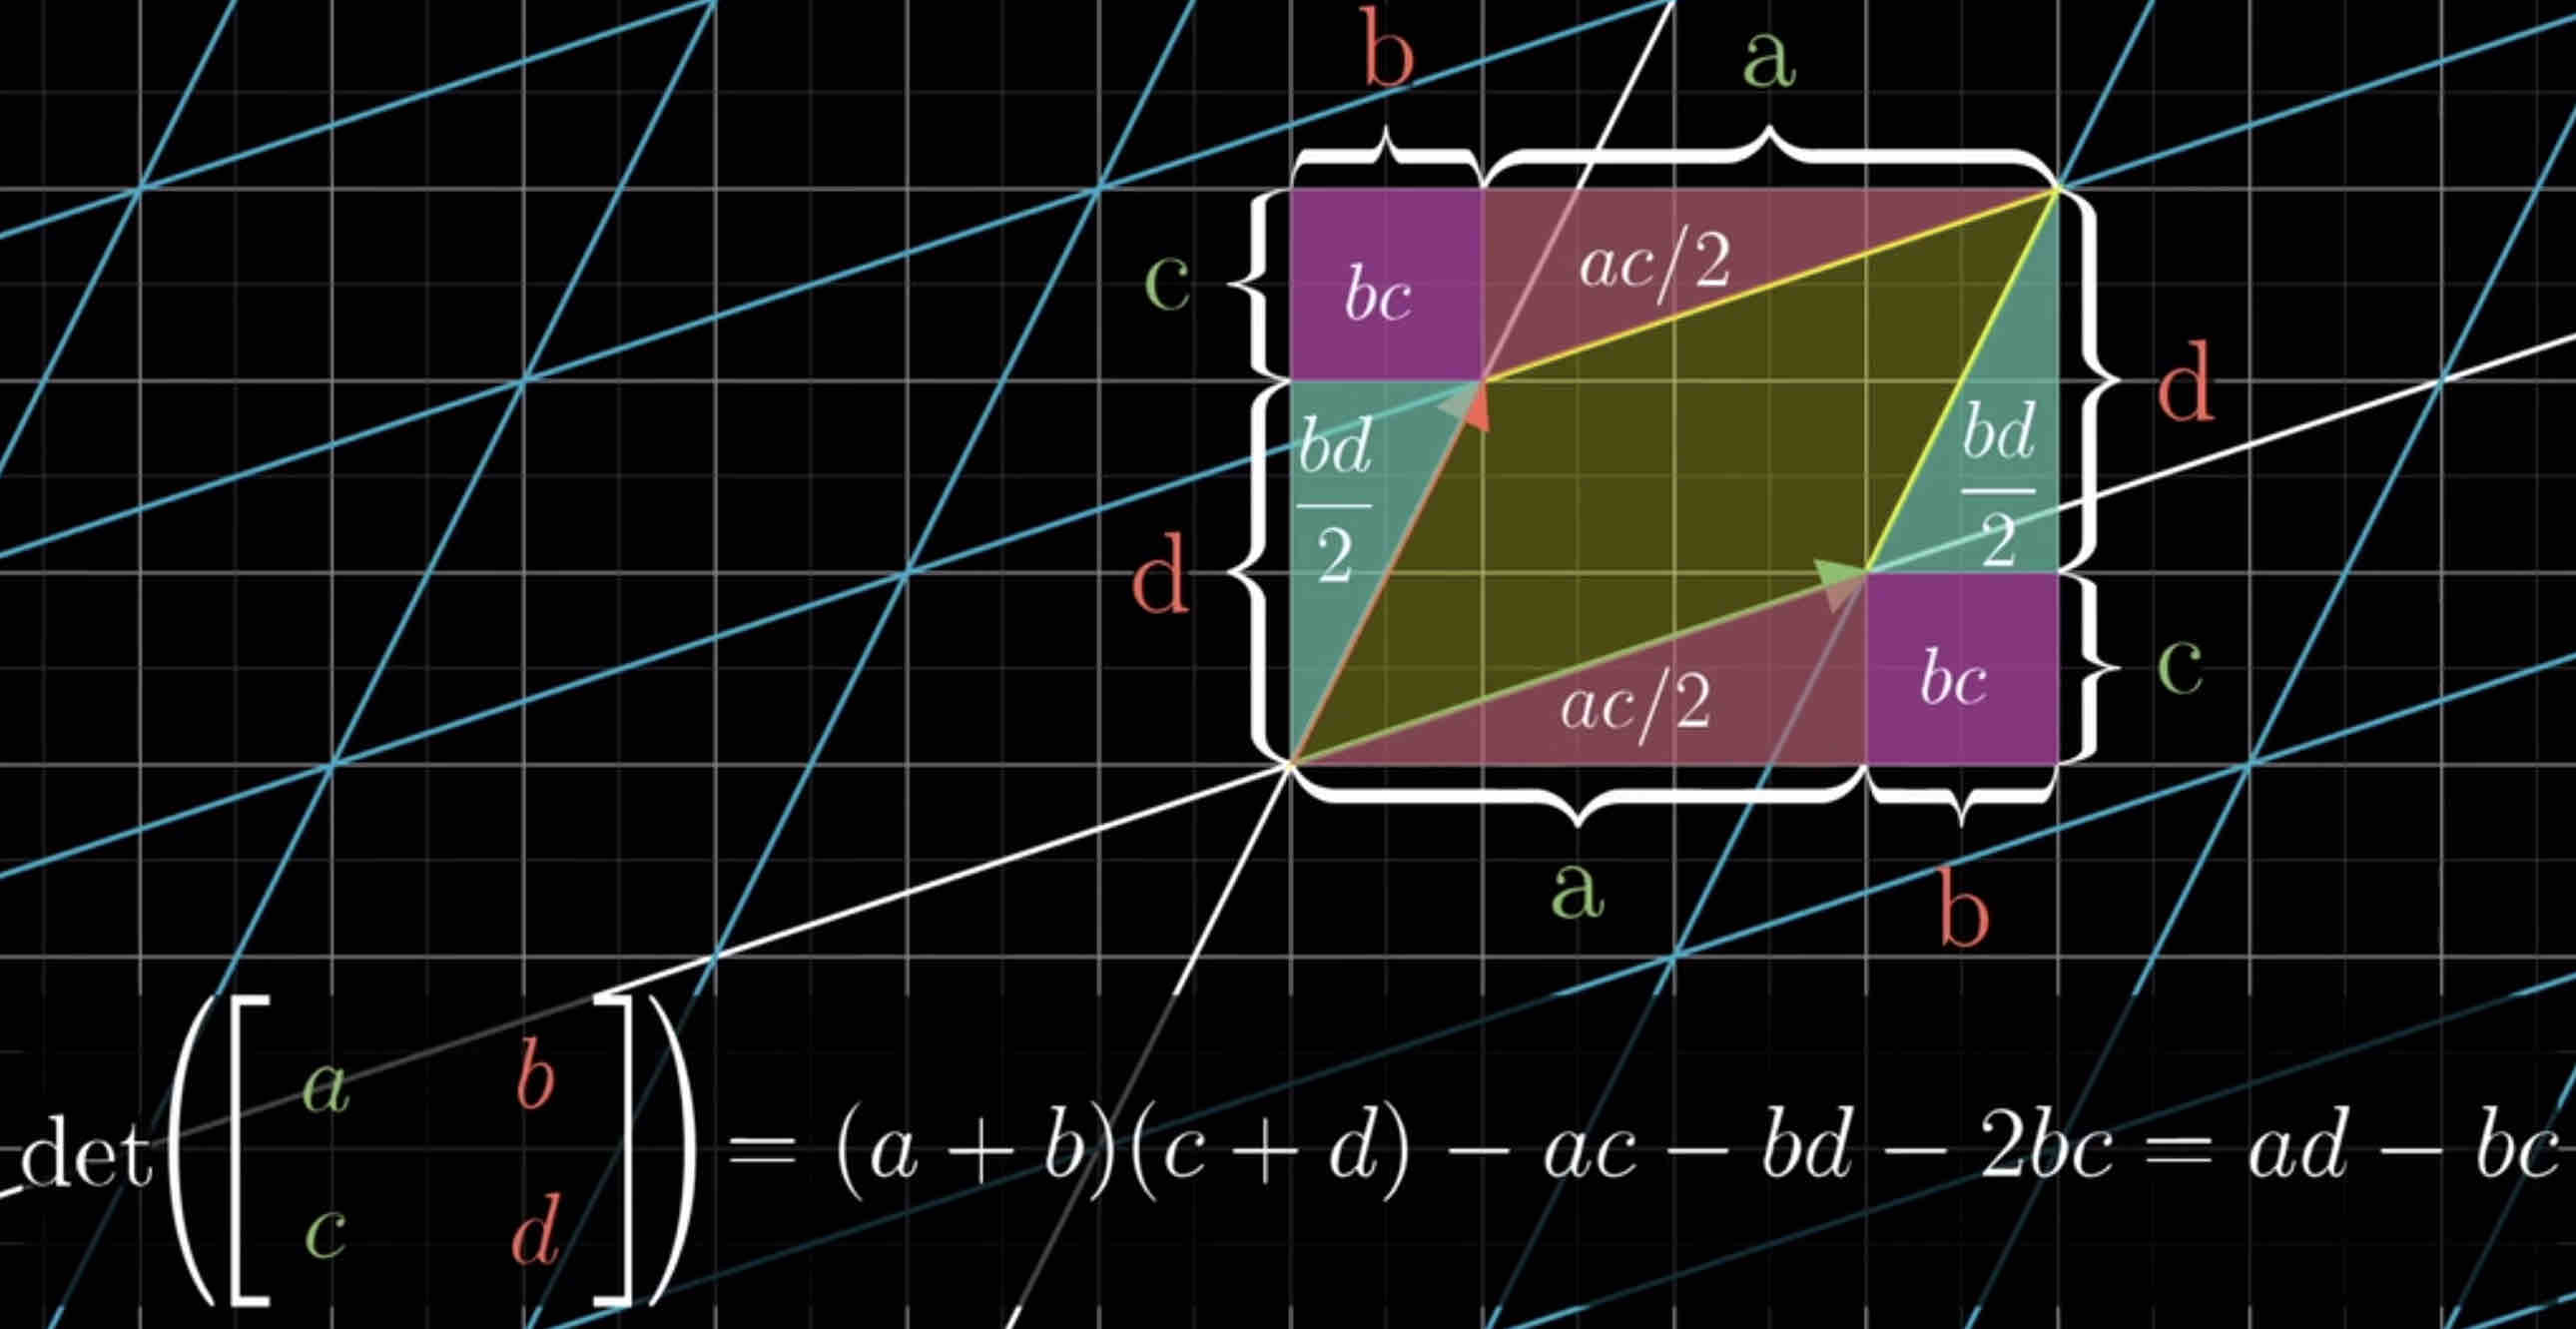 b a
c bc ac/2
d bd/2 bd/2 d
ac/2 bc c
a b
det([a b; c d]) = (a + b)(c + d) − ac − bd − 2bc = ad − bc